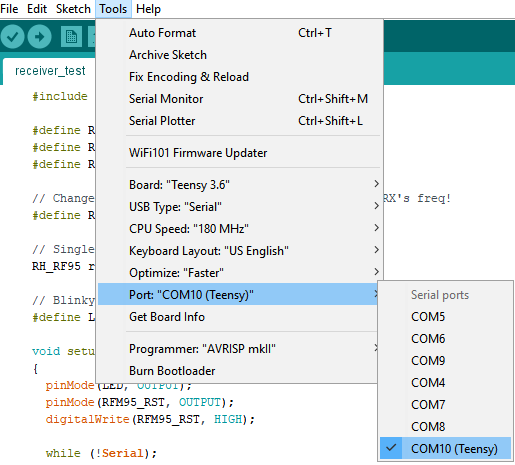 File Edit Sketch Tools Help
receiver_test
Auto Format Ctrl+T
Archive Sketch
Fix Encoding & Reload
Serial Monitor Ctrl+Shift+M
Serial Plotter Ctrl+Shift+L
WiFi101 Firmware Updater
Board: "Teensy 3.6"
USB Type: "Serial"
CPU Speed: "180 MHz"
Keyboard Layout: "US English"
Optimize: "Faster"
Port: "COM10 (Teensy)"
Get Board Info
Programmer: "AVRISP mkII"
Burn Bootloader
Serial ports
COM5
COM6
COM9
COM4
COM7
COM8
COM10 (Teensy)
#include
#define R
#define R
#define R
// Change RX's freq!
#define R
// Single
RH_RF95 r
// Blinky
#define L
void setu
{
pinMode(LED, OUTPUT);
pinMode(RFM95_RST, OUTPUT);
digitalWrite(RFM95_RST, HIGH);
while (!Serial);